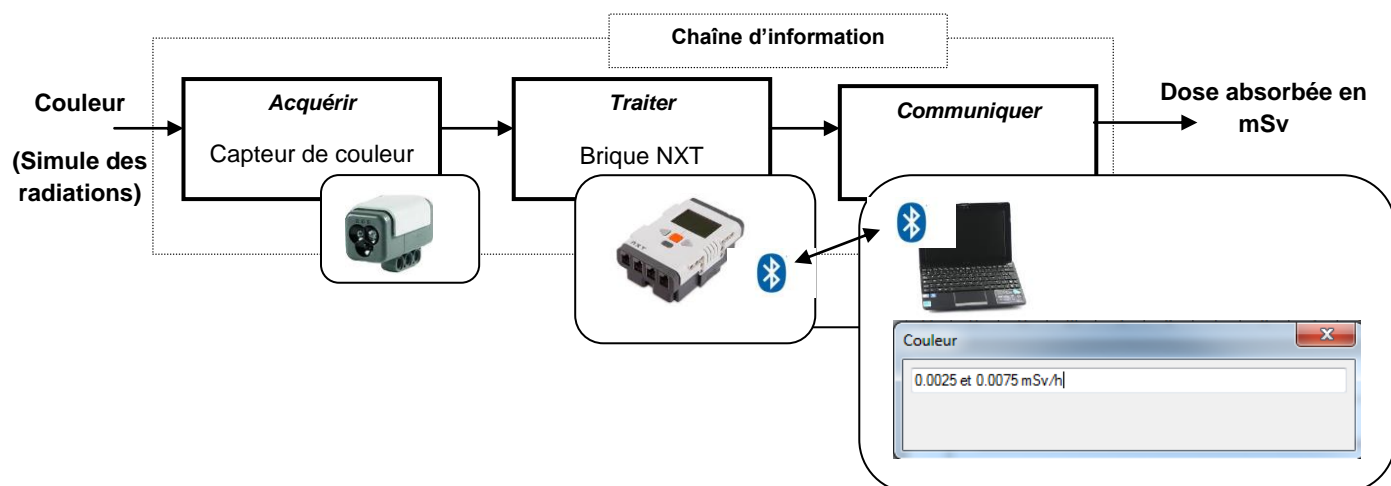 Chaîne d’information
Couleur
(Simule des
radiations)
Acquérir
Capteur de couleur
Traiter
Brique NXT
Communiquer
Dose absorbée en
mSv
NXT
Couleur
0.0025 et 0.0075 mSv/h